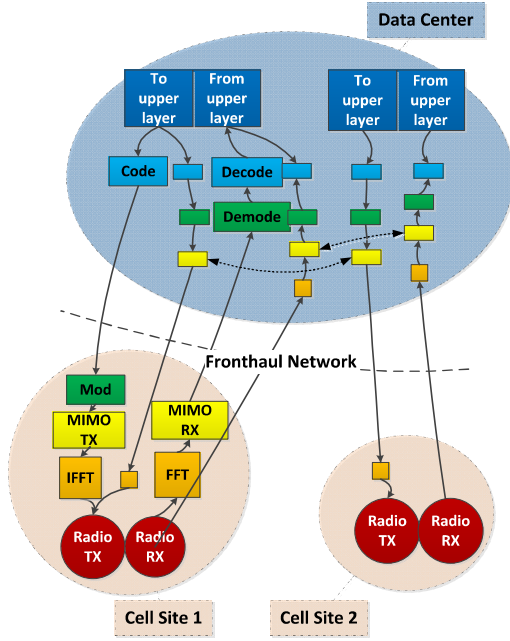 Data Center
To
upper
layer
From
upper
layer
To
upper
layer
From
upper
layer
Code
Decode
Demode
Fronthaul Network
Mod
MIMO
TX
MIMO
RX
IFFT
FFT
Radio
TX
Radio
RX
Radio
TX
Radio
RX
Cell Site 1
Cell Site 2